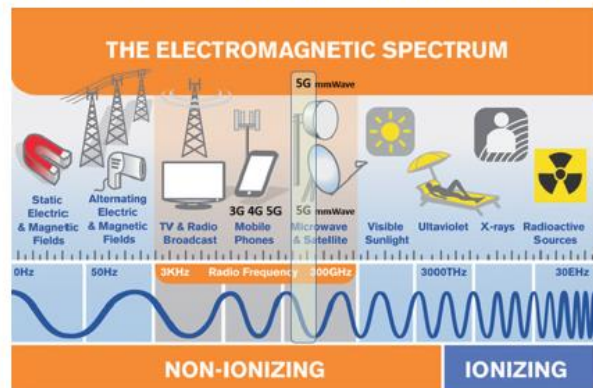 THE ELECTROMAGNETIC SPECTRUM
5G mmWave
Static
Electric
& Magnetic
Fields
Alternating
Electric
& Magnetic
Fields
TV & Radio
Broadcast
3G 4G 5G
Mobile
Phones
5G mmWave
Microwave
& Satellite
Visible
Sunlight
Ultaviolet
X-rays
Radioactive
Sources
0Hz 50Hz 3KHz Radio Frequency 300GHz 3000THz 30EHz
NON-IONIZING IONIZING